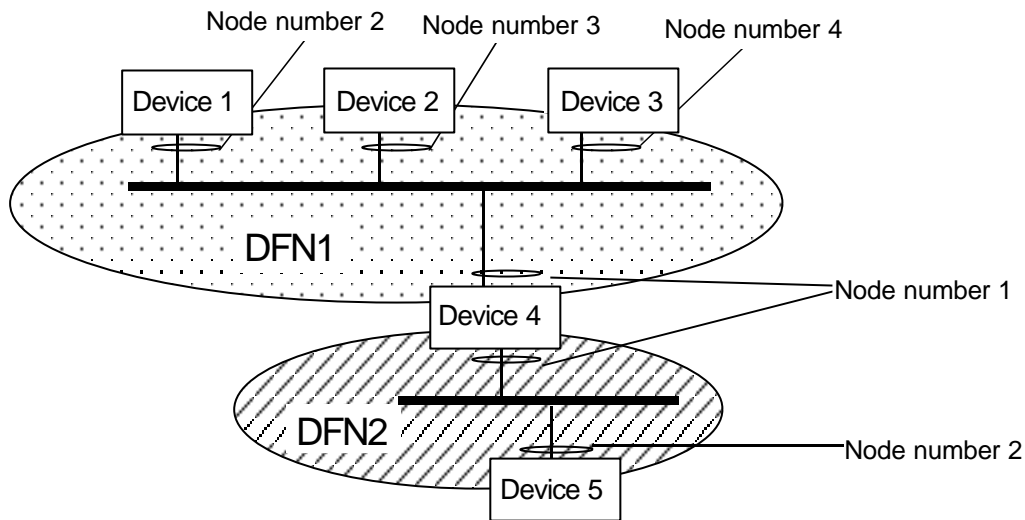 Node number 2
Node number 3
Node number 4
Device 1
Device 2
Device 3
DFN1
Node number 1
Device 4
DFN2
Node number 2
Device 5